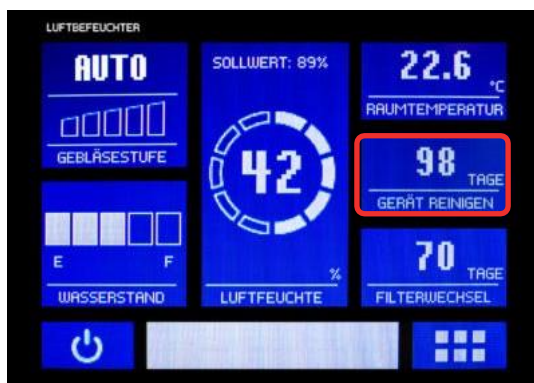 LUFTBEFEUCHTER
AUTO
GEBLÄSESTUFE
E F
WASSERSTAND
SOLLWERT: 89%
42
%
LUFTFEUCHTE
22.6 °C
RAUMTEMPERATUR
98 TAGE
GERÄT REINIGEN
70 TAGE
FILTERWECHSEL